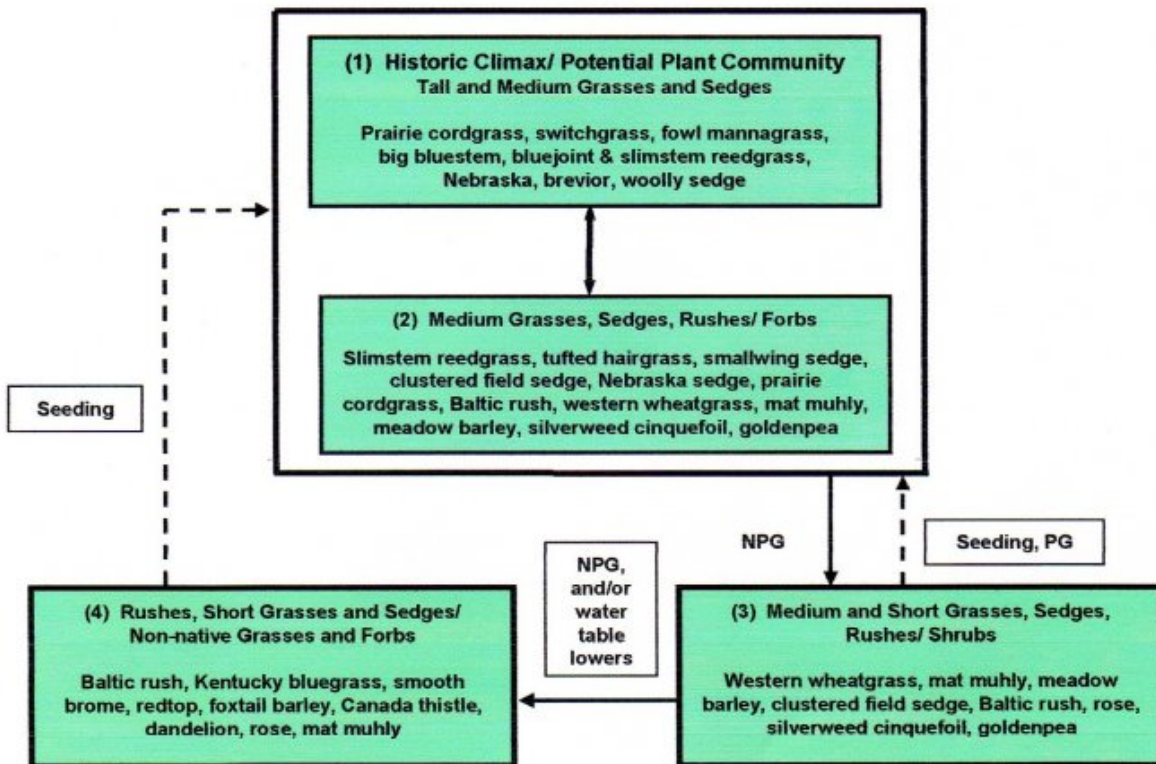 (1) Historic Climax/ Potential Plant Community
Tall and Medium Grasses and Sedges
Prairie cordgrass, switchgrass, fowl mannagrass,
big bluestem, bluejoint & slimstem reedgrass,
Nebraska, brevior, woolly sedge
(2) Medium Grasses, Sedges, Rushes/ Forbs
Slimstem reedgrass, tufted hairgrass, smallwing sedge,
clustered field sedge, Nebraska sedge, prairie
cordgrass, Baltic rush, western wheatgrass, mat muhly,
meadow barley, silverweed cinquefoil, goldenpea
Seeding
NPG
Seeding, PG
NPG,
and/or
water
table
lowers
(4) Rushes, Short Grasses and Sedges/
Non-native Grasses and Forbs
Baltic rush, Kentucky bluegrass, smooth
brome, redtop, foxtail barley, Canada thistle,
dandelion, rose, mat muhly
(3) Medium and Short Grasses, Sedges,
Rushes/ Shrubs
Western wheatgrass, mat muhly, meadow
barley, clustered field sedge, Baltic rush, rose,
silverweed cinquefoil, goldenpea